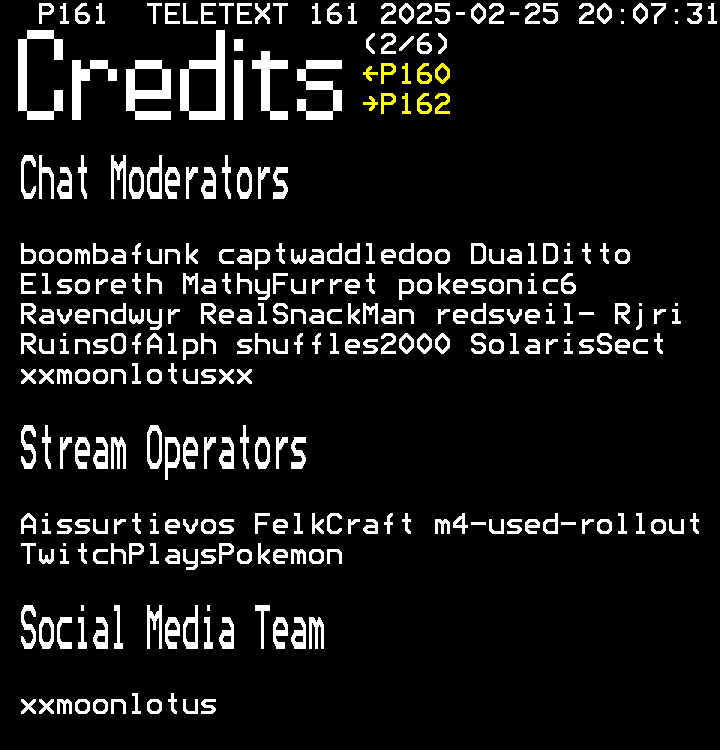 P161 TELETEXT 161 2025-02-25 20:07:31
Credits
(2/6)
←P160
→P162
Chat Moderators
boombafunk captwaddledoo DualDitto
Elsoreth MathyFurret pokesonic6
Ravendwyr RealSnackMan redsveil- Rjri
RuinsOfAlph shuffles2000 SolarisSect
xxmoonlotusxx
Stream Operators
Aissurtievos FelkCraft m4-used-rollout
TwitchPlaysPokemon
Social Media Team
xxmoonlotus